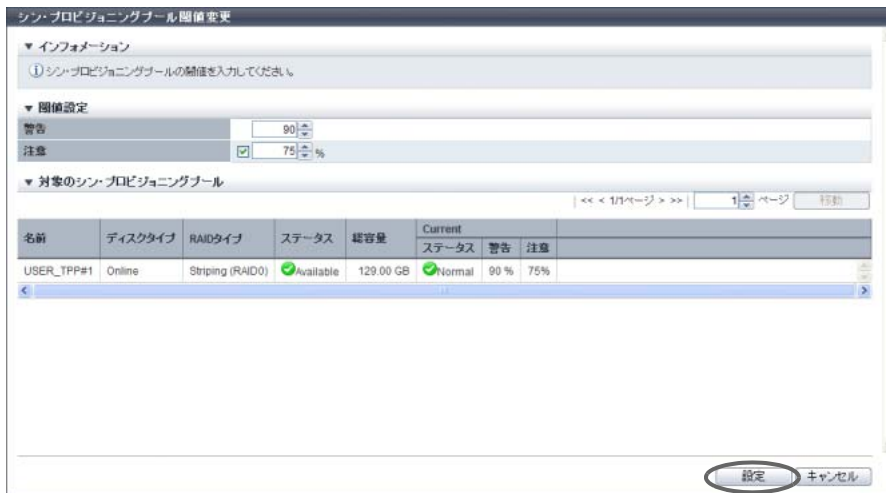 シン・プロビジョニングプール閾値変更
▼ インフォメーション
シン・プロビジョニングプールの閾値を入力してください。
▼ 閾値設定
警告 90
注意 75 %
▼ 対象のシン・プロビジョニングプール
| << < 1/1ページ > >> | 1 ページ 移動
名前 ディスクタイプ RAIDタイプ ステータス 総容量 Current
ステータス 警告 注意
USER_TPP#1 Online Striping (RAID0) Available 129.00 GB Normal 90 % 75%
設定 キャンセル